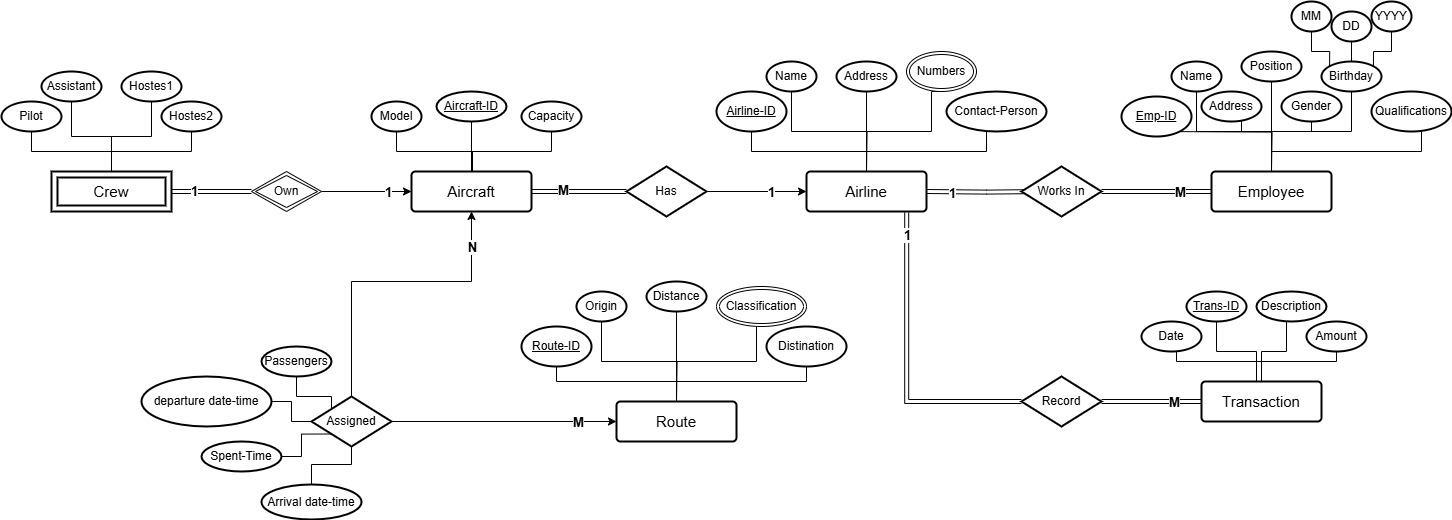 MM
DD
YYYY
Assistant
Hostes1
Pilot
Hostes2
Model
Aircraft-ID
Capacity
Name
Address
Numbers
Airline-ID
Contact-Person
Name
Position
Birthday
Emp-ID
Address
Gender
Qualifications
Crew
1
Own
1
Aircraft
M
Has
1
Airline
1
Works In
M
Employee
N
1
Origin
Distance
Classification
Route-ID
Distination
Trans-ID
Description
Date
Amount
Passengers
departure date-time
Assigned
M
Route
Record
M
Transaction
Spent-Time
Arrival date-time